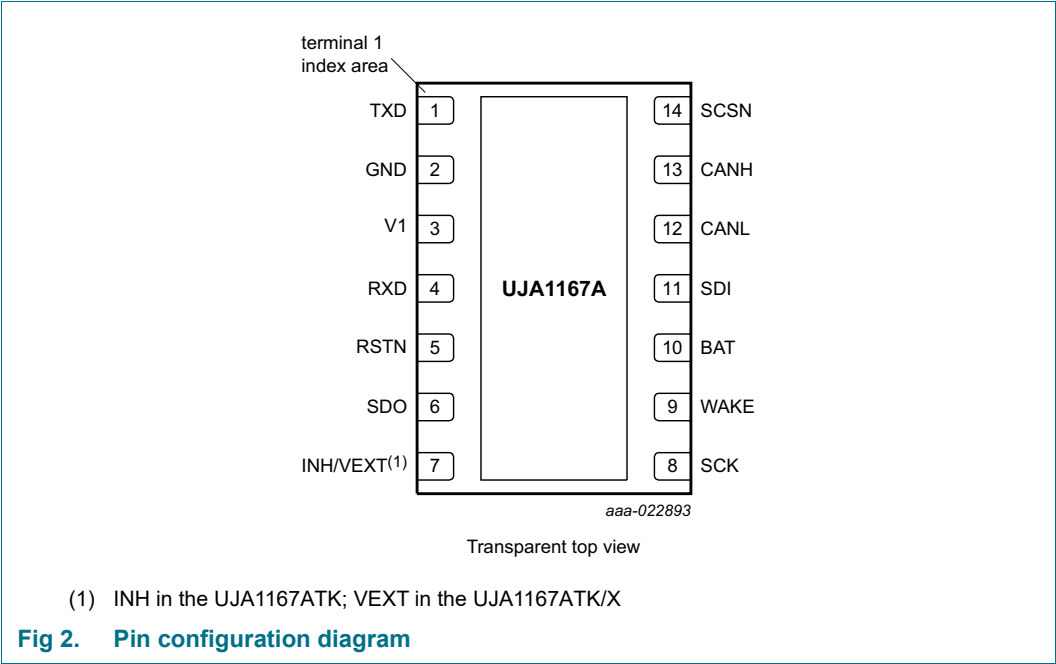 terminal 1
index area
TXD 1 14 SCSN
GND 2 13 CANH
V1 3 12 CANL
RXD 4 UJA1167A 11 SDI
RSTN 5 10 BAT
SDO 6 9 WAKE
INH/VEXT(1) 7 8 SCK
aaa-022893
Transparent top view
(1) INH in the UJA1167ATK; VEXT in the UJA1167ATK/X
Fig 2. Pin configuration diagram